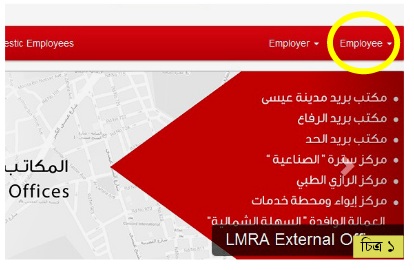 estic Employees
Employer
Employee
مكتب بريد مدينة عيسى
مكتب بريد الرفاع
مكتب بريد الحد
مركز سترة " الصناعية "
مركز الرازي الطبي
مركز إيواء ومحطة خدمات
العمالة الوافدة " السهلة الشمالية "
المكاتب
Offices
LMRA External Off
চিত্র ১